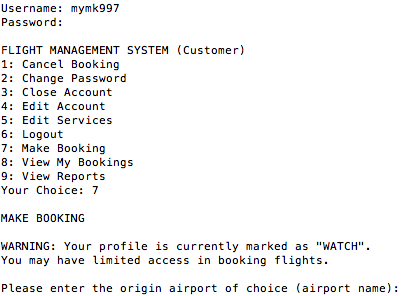 Username: mymk997
Password:
FLIGHT MANAGEMENT SYSTEM (Customer)
1: Cancel Booking
2: Change Password
3: Close Account
4: Edit Account
5: Edit Services
6: Logout
7: Make Booking
8: View My Bookings
9: View Reports
Your Choice: 7
MAKE BOOKING
WARNING: Your profile is currently marked as "WATCH".
You may have limited access in booking flights.
Please enter the origin airport of choice (airport name):